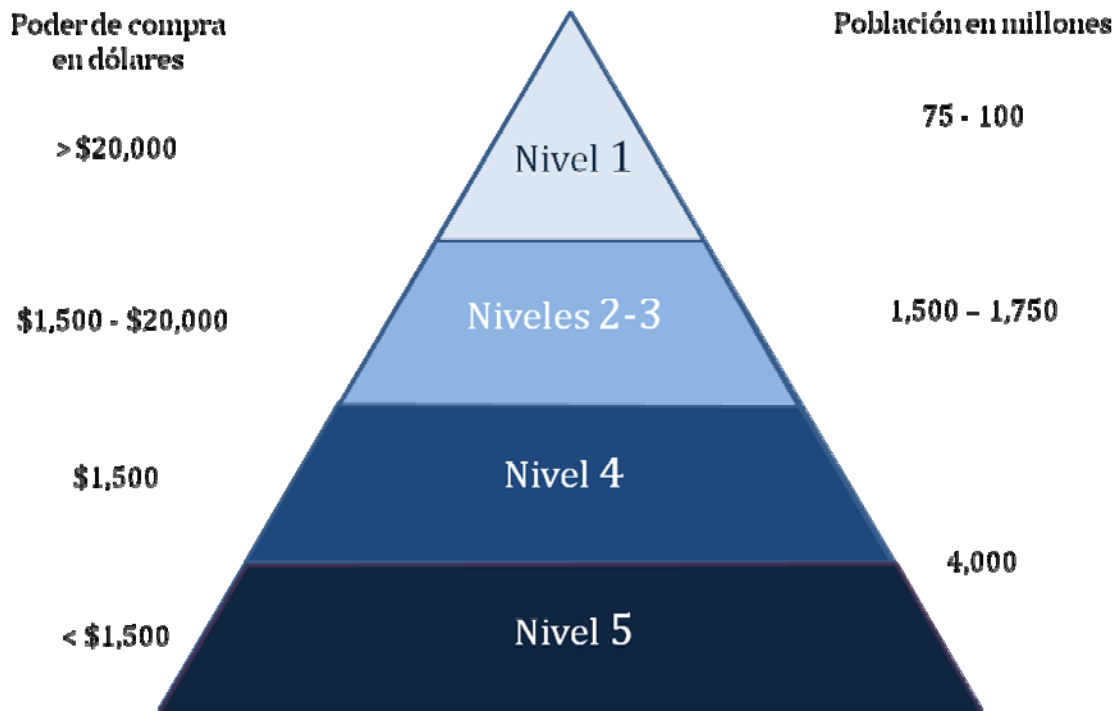 Poder de compra
en dólares
Población en millones
75 - 100
> $20,000
Nivel 1
$1,500 - $20,000
Niveles 2-3
1,500 – 1,750
$1,500
Nivel 4
4,000
< $1,500
Nivel 5